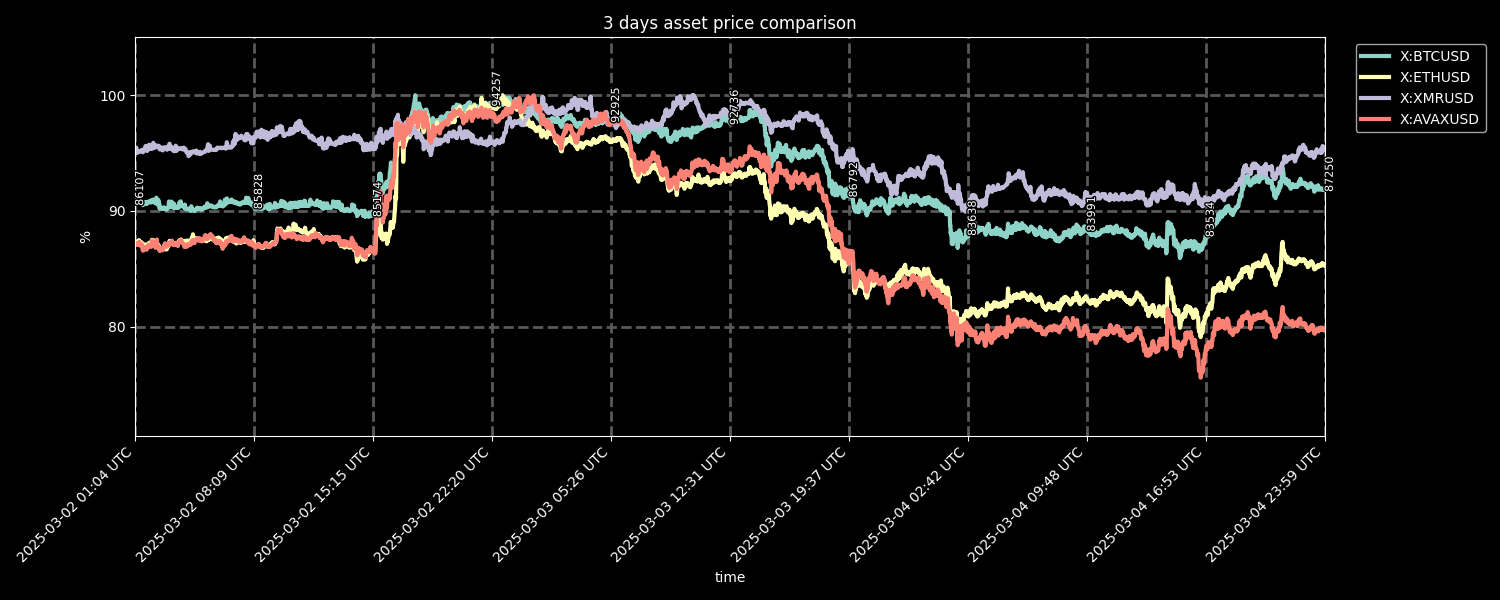 3 days asset price comparison
X:BTCUSD
X:ETHUSD
X:XMRUSD
X:AVAXUSD
100
90
80
%
86107
85828
85174
94257
92925
92736
86792
83638
83991
83534
87250
2025-03-02 01:04 UTC
2025-03-02 08:09 UTC
2025-03-02 15:15 UTC
2025-03-02 22:20 UTC
2025-03-03 05:26 UTC
2025-03-03 12:31 UTC
2025-03-03 19:37 UTC
2025-03-04 02:42 UTC
2025-03-04 09:48 UTC
2025-03-04 16:53 UTC
2025-03-04 23:59 UTC
time